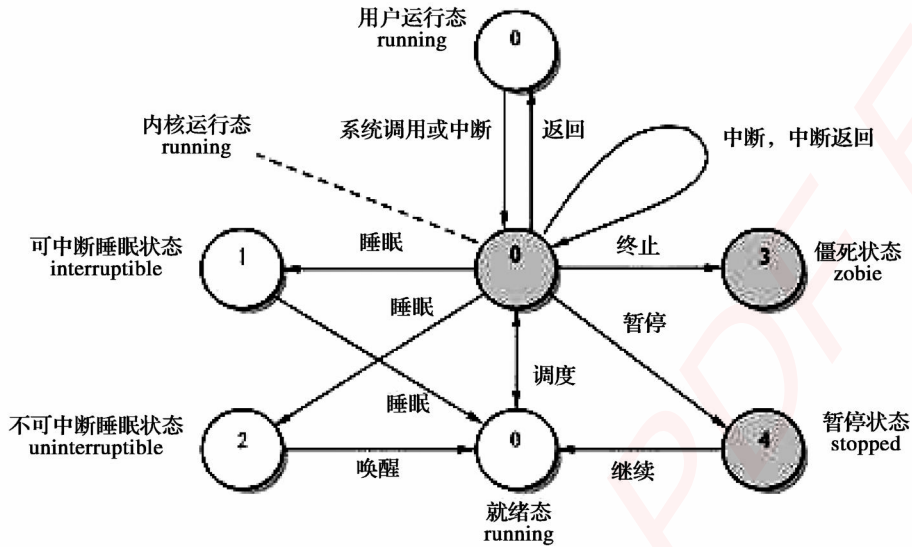 用户运行态
running
0
内核运行态
running
系统调用或中断
返回
中断，中断返回
可中断睡眠状态
interruptible
1
睡眠
0
终止
3
僵死状态
zobie
睡眠
暂停
调度
睡眠
不可中断睡眠状态
uninterruptible
2
唤醒
0
继续
4
暂停状态
stopped
就绪态
running
PDF